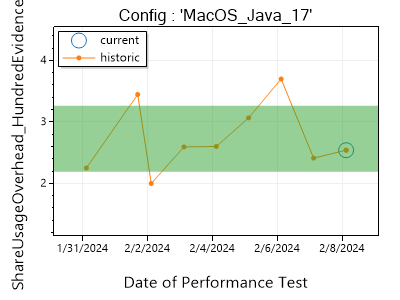 Config : 'MacOS_Java_17'
current
historic
4
3
2
ShareUsageOverhead_HundredEvidence
1/31/2024 2/2/2024 2/4/2024 2/6/2024 2/8/2024
Date of Performance Test